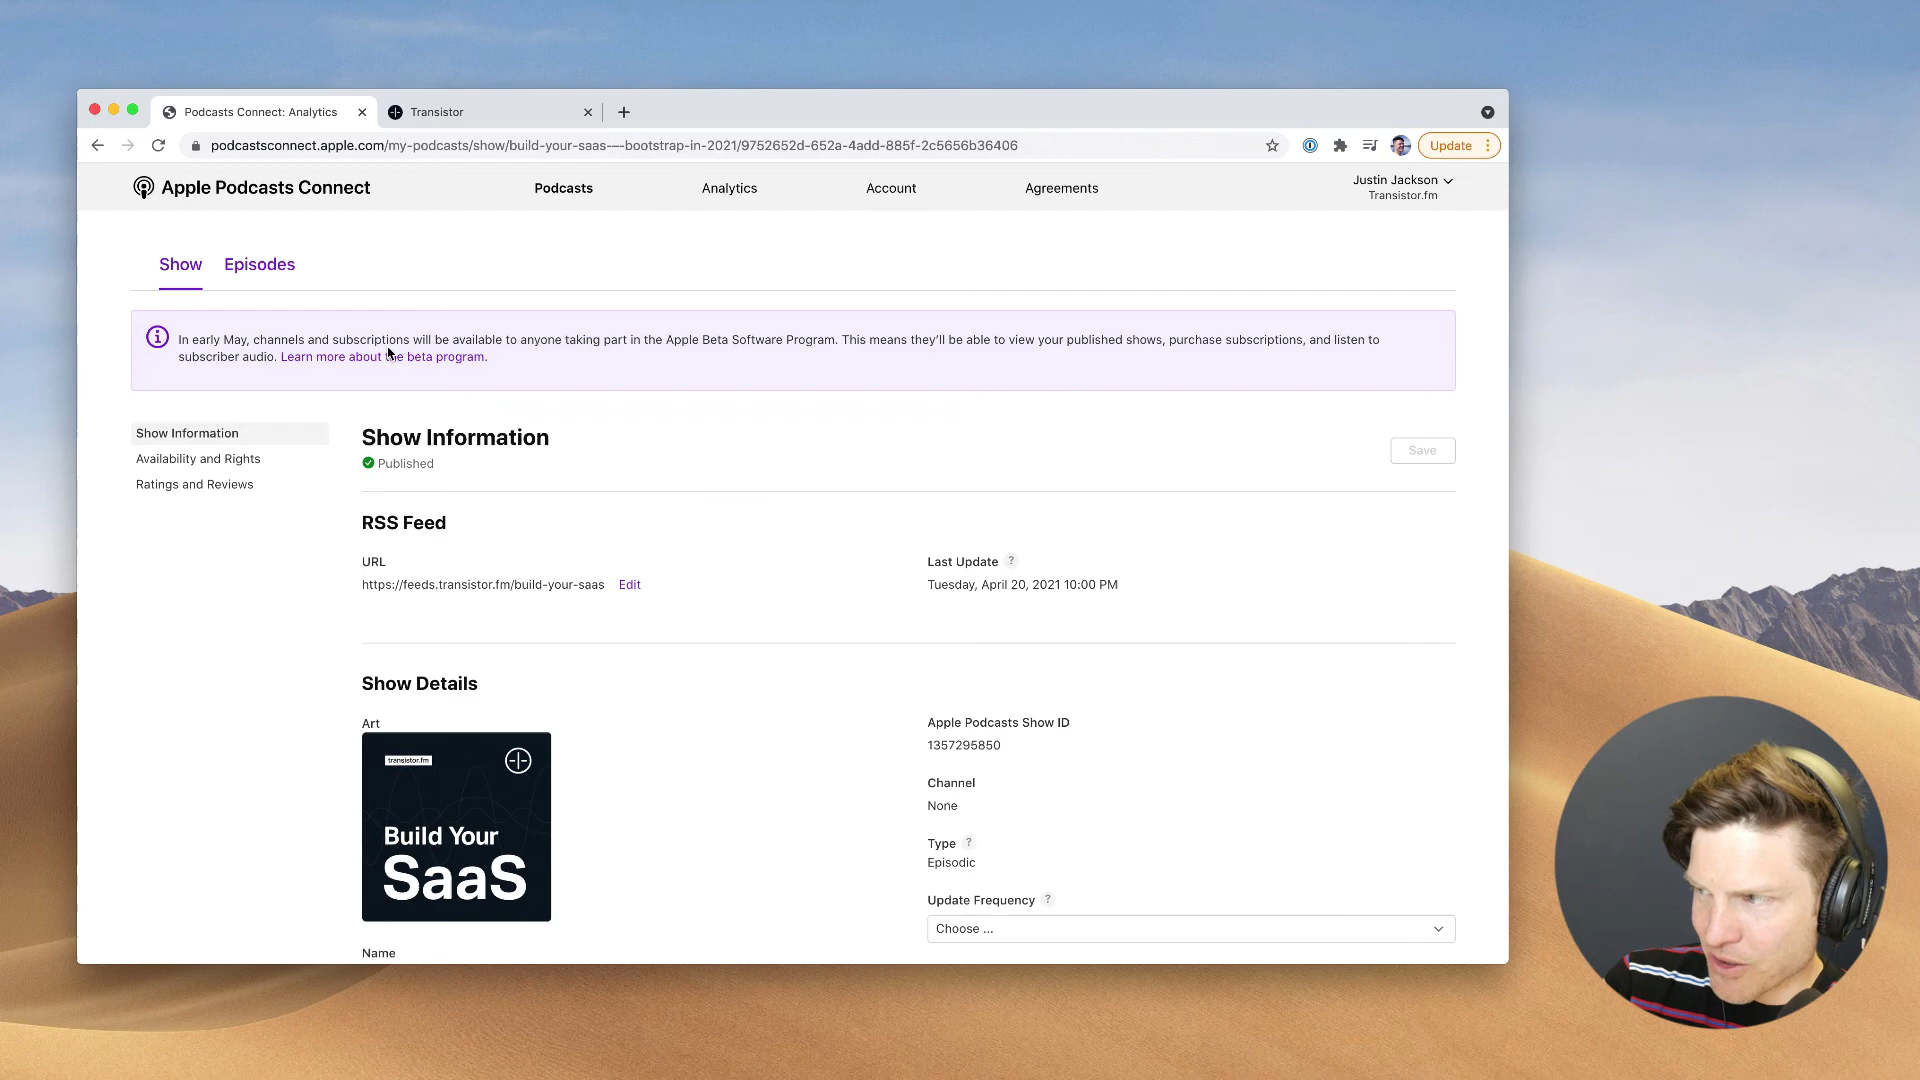 Podcasts Connect: Analytics
Transistor
podcastsconnect.apple.com/my-podcasts/show/build-your-saas-–-bootstrap-in-2021/9752652d-652a-4add-885f-2c5656b36406
Update
Apple Podcasts Connect
Podcasts
Analytics
Account
Agreements
Justin Jackson
Transistor.fm
Show
Episodes
In early May, channels and subscriptions will be available to anyone taking part in the Apple Beta Software Program. This means they'll be able to view your published shows, purchase subscriptions, and listen to
subscriber audio. Learn more about the beta program.
Show Information
Availability and Rights
Ratings and Reviews
Show Information
Published
Save
RSS Feed
URL
https://feeds.transistor.fm/build-your-saas Edit
Last Update ?
Tuesday, April 20, 2021 10:00 PM
Show Details
Art
transistor.fm
Build Your
SaaS
Name
Apple Podcasts Show ID
1357295850
Channel
None
Type ?
Episodic
Update Frequency ?
Choose ...